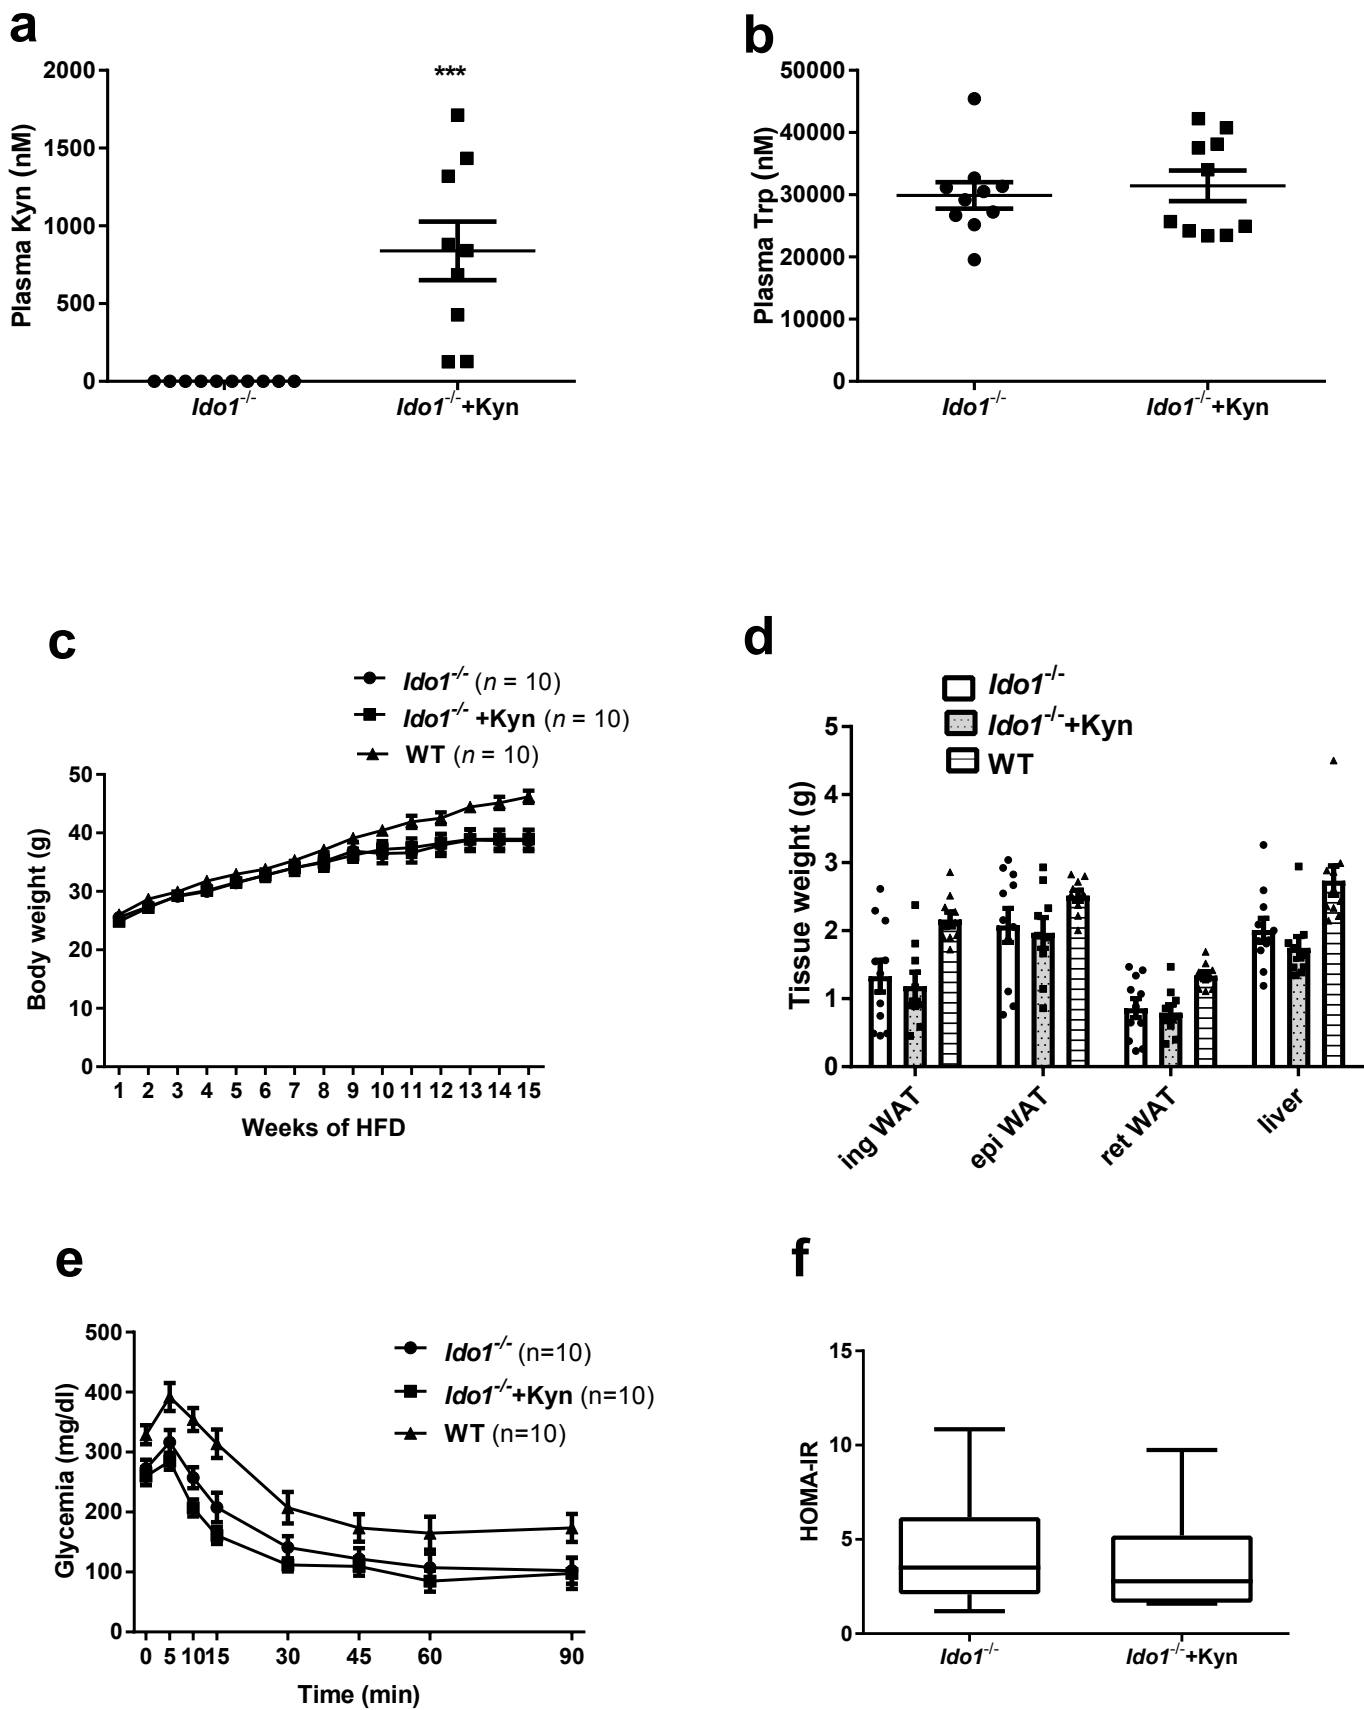 a
2000
1500
1000
500
0
Plasma Kyn (nM)
***
Ido1-/-
Ido1-/-+Kyn
b
50000
40000
30000
20000
10000
0
Plasma Trp (nM)
Ido1-/-
Ido1-/-+Kyn
c
Ido1-/- (n = 10)
Ido1-/- +Kyn (n = 10)
WT (n = 10)
50
40
30
20
10
0
Body weight (g)
1 2 3 4 5 6 7 8 9 10 11 12 13 14 15
Weeks of HFD
d
Ido1-/-
Ido1-/-+Kyn
WT
5
4
3
2
1
0
Tissue weight (g)
ing WAT
epi WAT
ret WAT
liver
e
Ido1-/- (n=10)
Ido1-/-+Kyn (n=10)
WT (n=10)
500
400
300
200
100
0
Glycemia (mg/dl)
0 5 10 15 30 45 60 90
Time (min)
f
15
10
5
0
HOMA-IR
Ido1-/-
Ido1-/-+Kyn